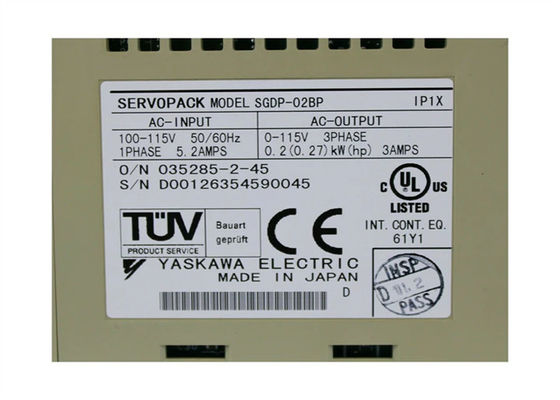 SERVOPACK MODEL SGDP-02BP IP1X
AC-INPUT AC-OUTPUT
100-115V 50/60Hz 0-115V 3PHASE
1PHASE 5.2AMPS 0.2(0.27)kW(hp) 3AMPS
O/N 035285-2-45
S/N D00126354590045
C UL US
LISTED
TÜV
PRODUCT SERVICE
Bauart
geprüft
CE
INT. CONT. EQ.
61Y1
YASKAWA ELECTRIC
MADE IN JAPAN
D
INSP
D 01.2
PASS